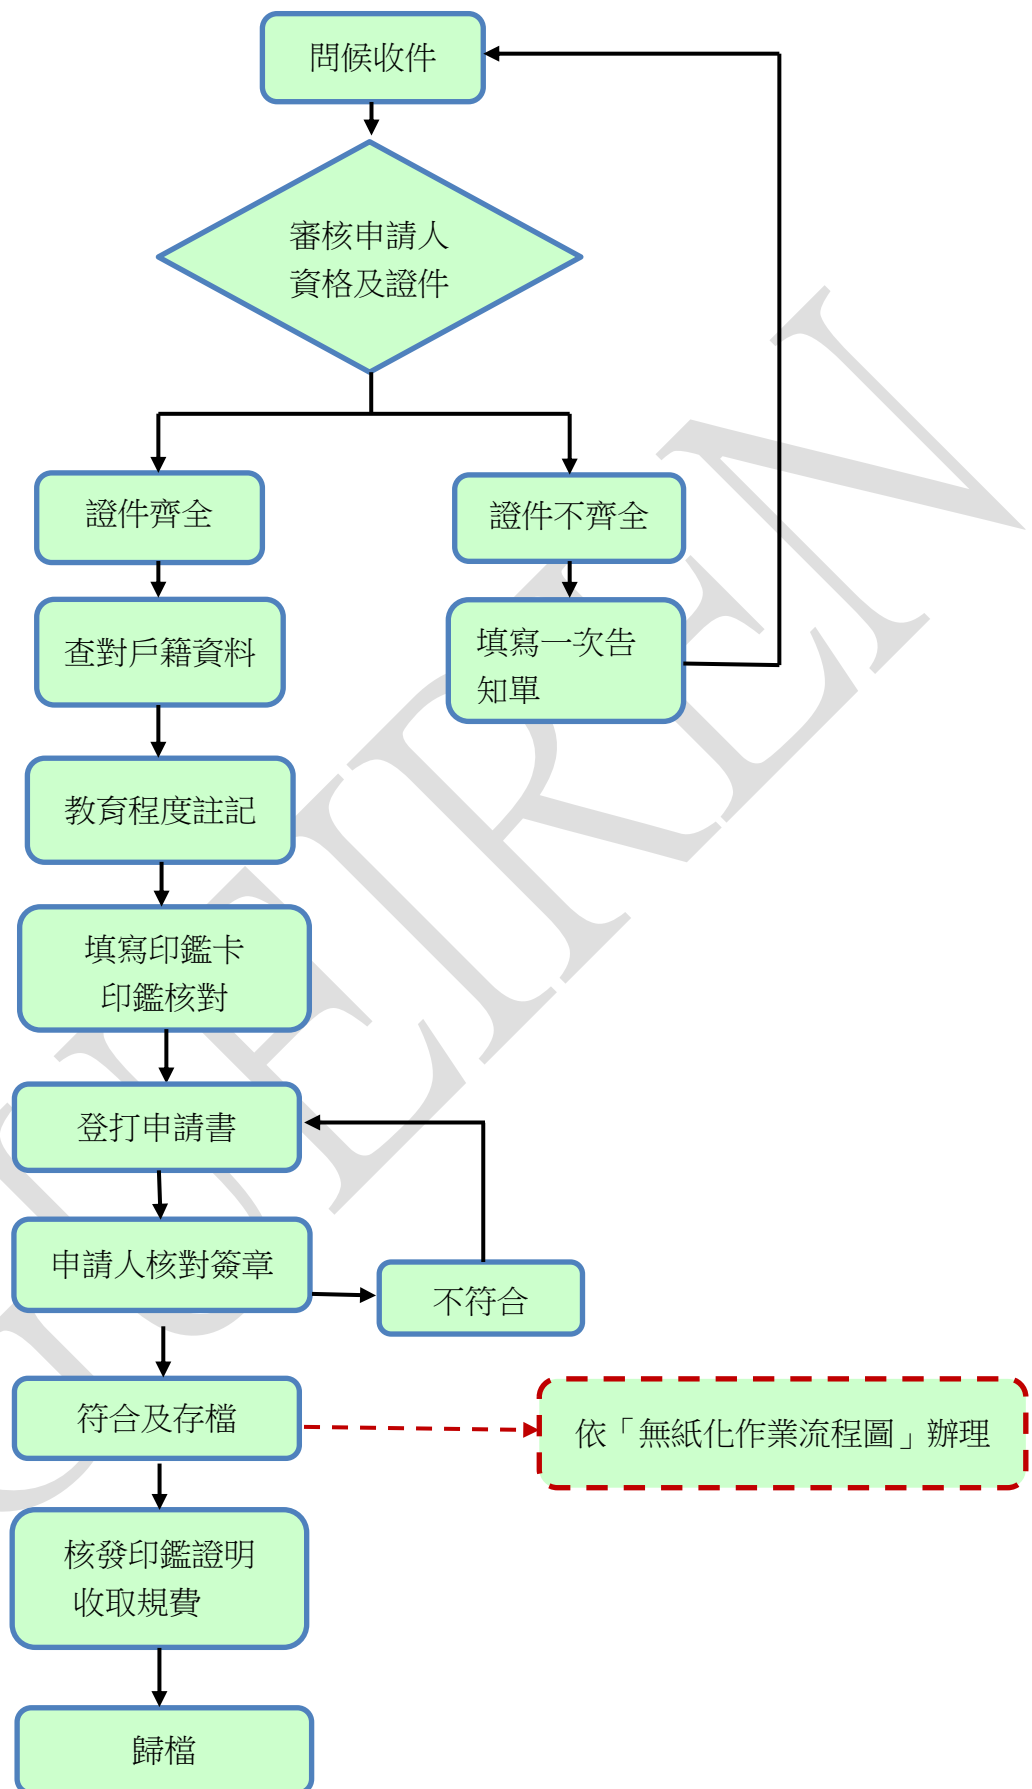 問候收件
審核申請人
資格及證件
證件齊全
證件不齊全
查對戶籍資料
填寫一次告
知單
教育程度註記
填寫印鑑卡
印鑑核對
登打申請書
申請人核對簽章
不符合
符合及存檔
依「無紙化作業流程圖」辦理
核發印鑑證明
收取規費
歸檔
GUEIREN